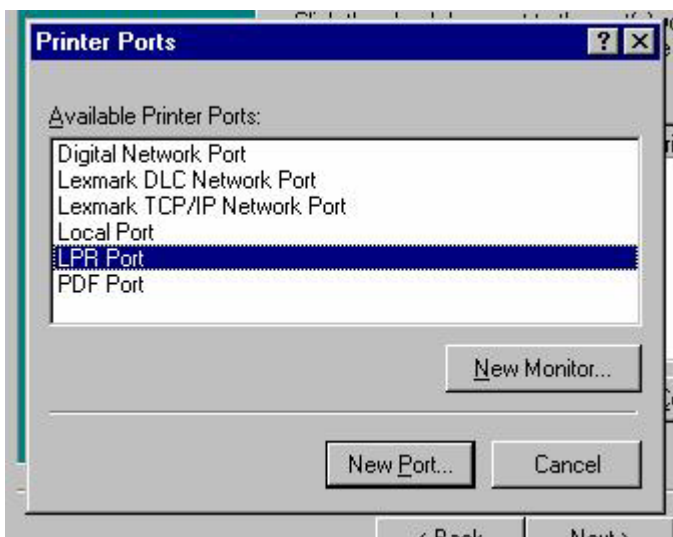 Printer Ports
Available Printer Ports:
Digital Network Port
Lexmark DLC Network Port
Lexmark TCP/IP Network Port
Local Port
LPR Port
PDF Port
New Monitor...
New Port...
Cancel